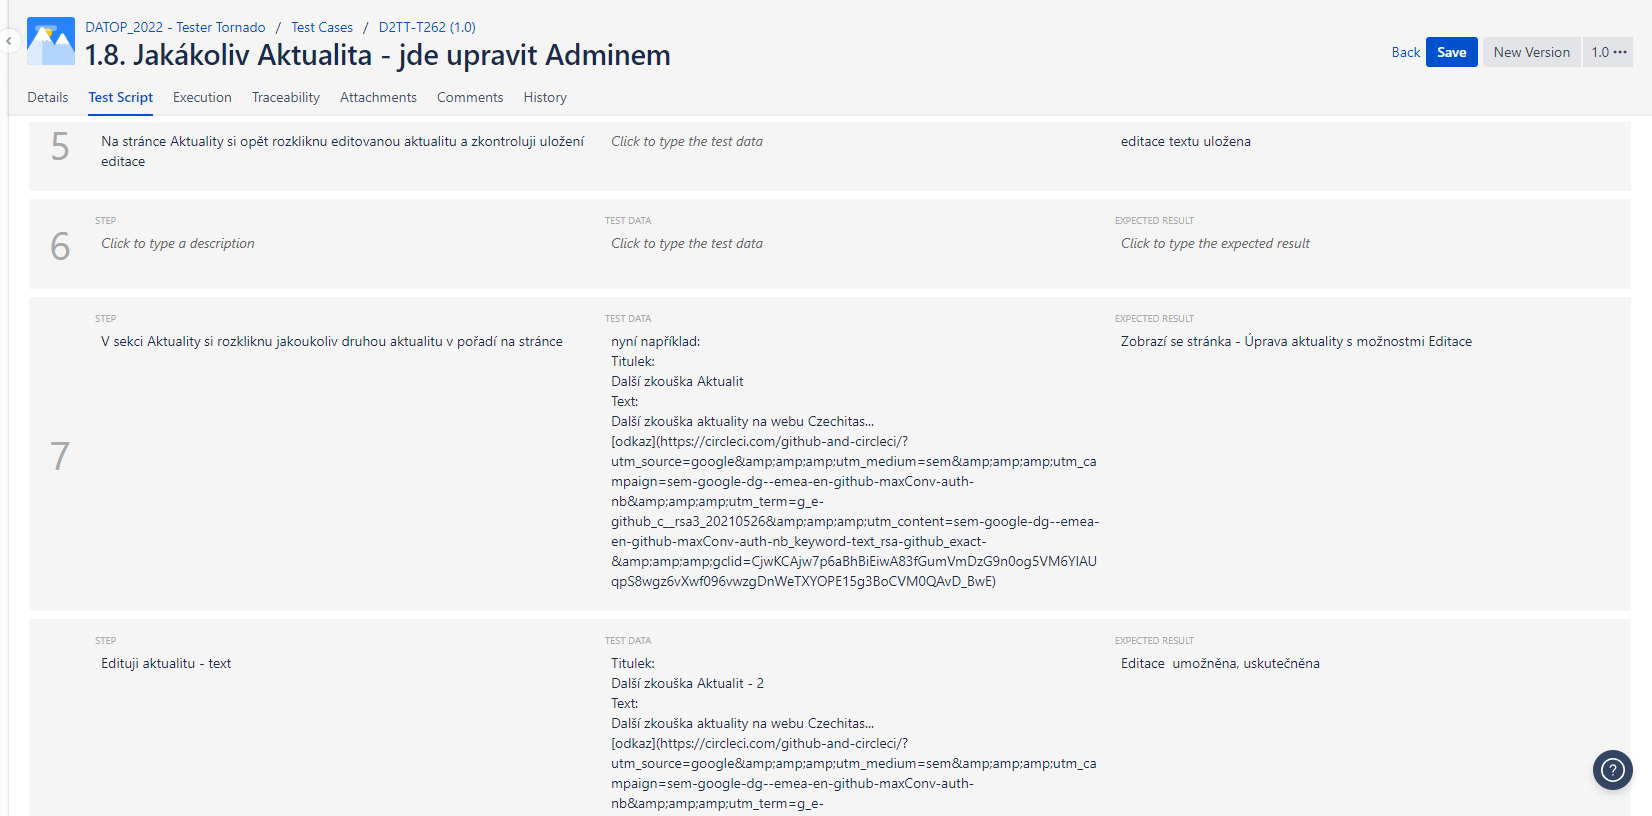 DATOP_2022 - Tester Tornado / Test Cases / D2TT-T262 (1.0)
1.8. Jakákoliv Aktualita - jde upravit Adminem
Back Save New Version 1.0 •••
Details Test Script Execution Traceability Attachments Comments History
5
Na stránce Aktuality si opět rozkliknu editovanou aktualitu a zkontroluji uložení
editace
Click to type the test data
editace textu uložena
6
STEP
Click to type a description
TEST DATA
Click to type the test data
EXPECTED RESULT
Click to type the expected result
7
STEP
V sekci Aktuality si rozkliknu jakoukoliv druhou aktualitu v pořadí na stránce
TEST DATA
nyní například:
Titulek:
Další zkouška Aktualit
Text:
Další zkouška aktuality na webu Czechitas...
[odkaz](https://circleci.com/github-and-circleci/?
utm_source=google&amp;amp;amp;utm_medium=sem&amp;amp;amp;utm_ca
mpaign=sem-google-dg--emea-en-github-maxConv-auth-
nb&amp;amp;amp;utm_term=g_e-
github_c__rsa3_20210526&amp;amp;amp;utm_content=sem-google-dg--emea-
en-github-maxConv-auth-nb_keyword-text_rsa-github_exact-
&amp;amp;amp;gclid=CjwKCAjw7p6aBhBiEiwA83fGumVmDzG9n0og5VM6YlAU
qpS8wgz6vXwf096vwzgDnWeTXYOPE15g3BoCVM0QAvD_BwE)
EXPECTED RESULT
Zobrazí se stránka - Úprava aktuality s možnostmi Editace
STEP
Edituji aktualitu - text
TEST DATA
Titulek:
Další zkouška Aktualit - 2
Text:
Další zkouška aktuality na webu Czechitas...
[odkaz](https://circleci.com/github-and-circleci/?
utm_source=google&amp;amp;amp;utm_medium=sem&amp;amp;amp;utm_ca
mpaign=sem-google-dg--emea-en-github-maxConv-auth-
nb&amp;amp;amp;utm_term=g_e-
EXPECTED RESULT
Editace  umožněna, uskutečněna
?